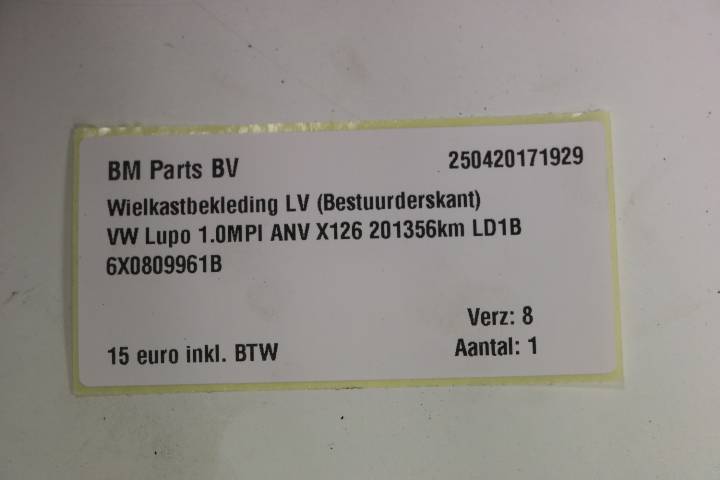 BM Parts BV 250420171929
Wielkastbekleding LV (Bestuurderskant)
VW Lupo 1.0MPI ANV X126 201356km LD1B
6X0809961B
Verz: 8
15 euro inkl. BTW Aantal: 1